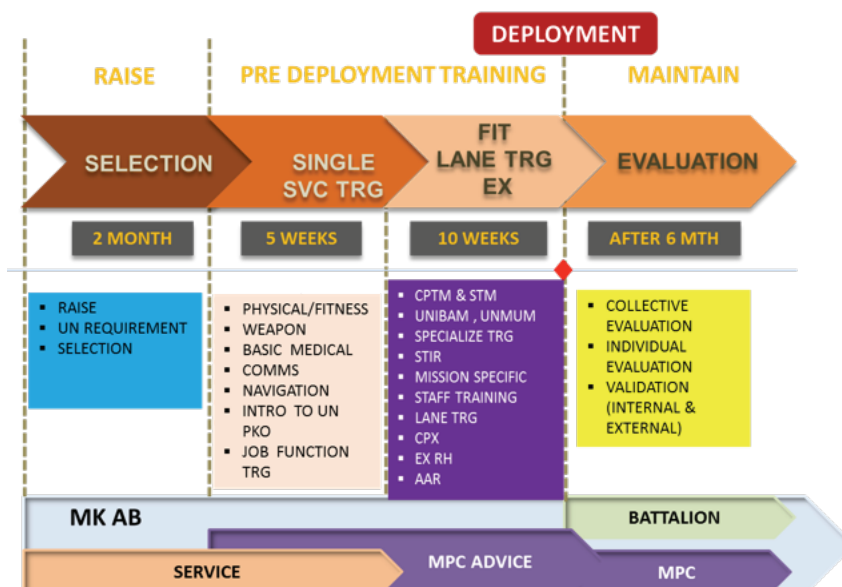 DEPLOYMENT
RAISE
PRE DEPLOYMENT TRAINING
MAINTAIN
SELECTION
SINGLE
SVC TRG
FIT
LANE TRG
EX
EVALUATION
2 MONTH
5 WEEKS
10 WEEKS
AFTER 6 MTH
▪ RAISE
▪ UN REQUIREMENT
▪ SELECTION
▪ PHYSICAL/FITNESS
▪ WEAPON
▪ BASIC MEDICAL
▪ COMMS
▪ NAVIGATION
▪ INTRO TO UN
PKO
▪ JOB FUNCTION
TRG
▪ CPTM & STM
▪ UNIBAM , UNMUM
▪ SPECIALIZE TRG
▪ STIR
▪ MISSION SPECIFIC
▪ STAFF TRAINING
▪ LANE TRG
▪ CPX
▪ EX RH
▪ AAR
▪ COLLECTIVE
EVALUATION
▪ INDIVIDUAL
EVALUATION
▪ VALIDATION
(INTERNAL &
EXTERNAL)
MK AB
BATTALION
SERVICE
MPC ADVICE
MPC